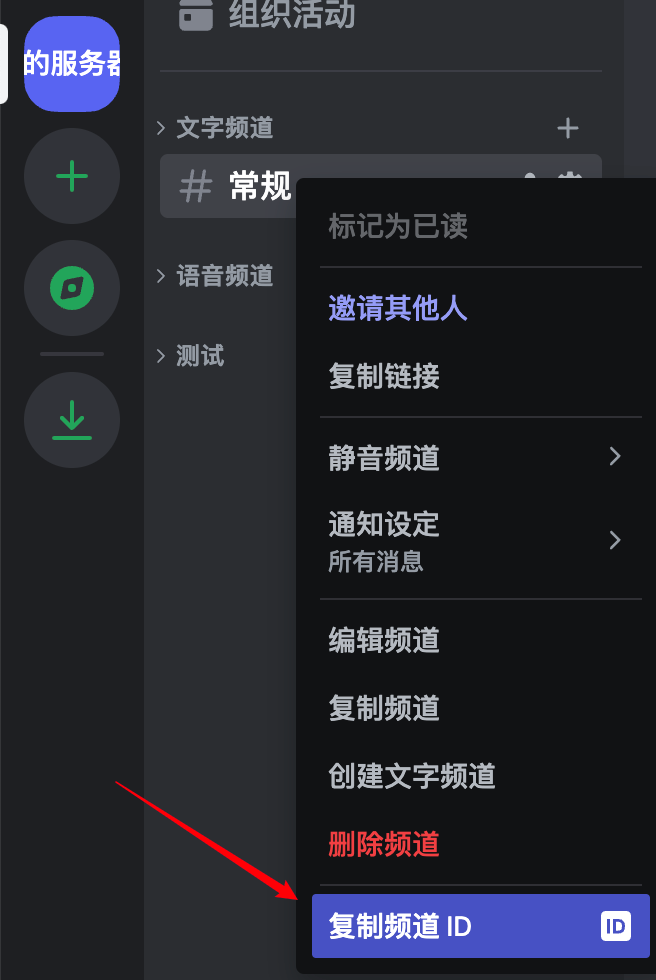 组织活动
的服务器
文字频道
常规
语音频道
测试
标记为已读
邀请其他人
复制链接
静音频道
通知设定
所有消息
编辑频道
复制频道
创建文字频道
删除频道
复制频道 ID
ID